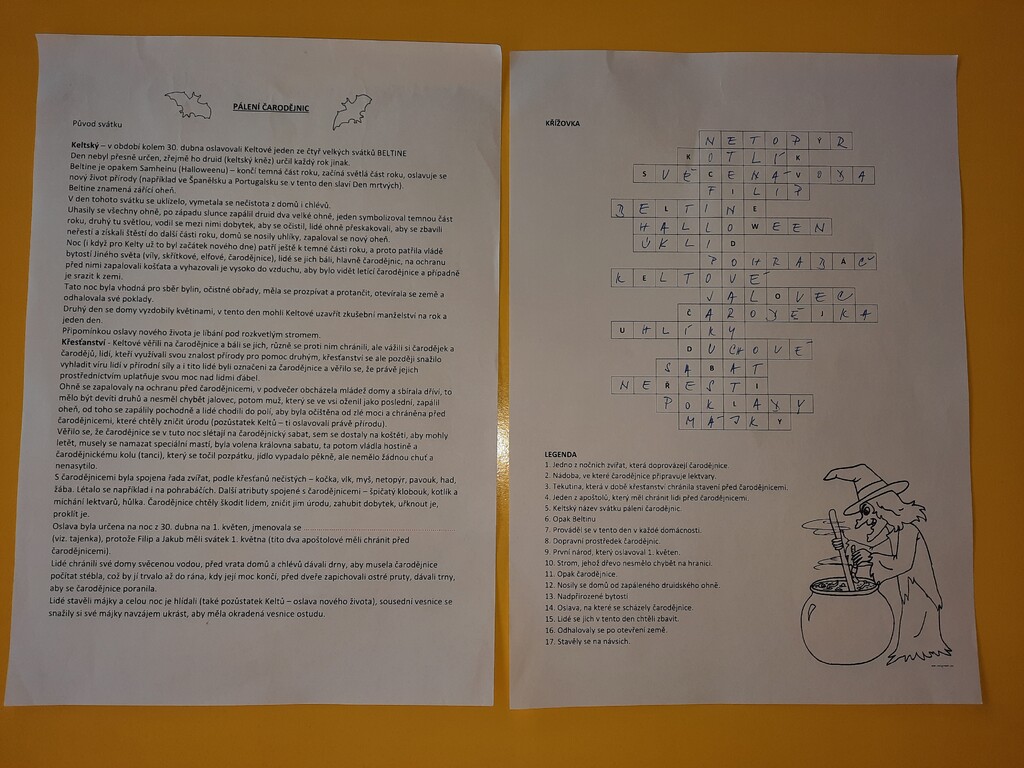 PÁLENÍ ČARODĚJNIC
Původ svátku
Keltský – v období kolem 30. dubna oslavovali Keltové jeden ze čtyř velkých svátků BELTINE
Den nebyl přesně určen, zřejmě ho druid (keltský kněz) určil každý rok jinak.
Beltine je opakem Samheinu (Halloweenu) – končí temná část roku, začíná světlá část roku, oslavuje se
nový život přírody (například ve Španělsku a Portugalsku se v tento den slaví Den mrtvých).
Beltine znamená zářící oheň.
V den tohoto svátku se uklízelo, vymetala se nečistota z domů i chlévů.
Uhasily se všechny ohně, po západu slunce zapálil druid dva velké ohně, jeden symbolizoval temnou část
roku, druhý tu světlou, vodil se mezi nimi dobytek, aby se očistil, lidé ohně přeskakovali, aby se zbavili
neřestí a získali štěstí do další části roku, domů se nosily uhlíky, zapaloval se nový oheň.
Noc (i když pro Kelty už to byl začátek nového dne) patří ještě k temné části roku, a proto patřila vládě
bytostí Jiného světa (víly, skřítkové, elfové, čarodějnice), lidé se jich báli, hlavně čarodějnic, na ochranu
před nimi zapalovali košťata a vyhazovali je vysoko do vzduchu, aby bylo vidět letící čarodějnice a případně
je srazit k zemi.
Tato noc byla vhodná pro sběr bylin, očistné obřady, měla se prozpívat a protančit, otevírala se země a
odhalovala své poklady.
Druhý den se domy vyzdobily květinami, v tento den mohli Keltové uzavřít zkušební manželství na rok a
jeden den.
Připomínkou oslavy nového života je líbání pod rozkvetlým stromem.
Křesťanství - Keltové věřili na čarodějnice a báli se jich, různě se proti nim chránili, ale vážili si čarodějek a
čarodějů, lidí, kteří využívali svou znalost přírody pro pomoc druhým, křesťanství se ale později snažilo
vyhladit víru lidí v přírodní síly a i tito lidé byli označeni za čarodějnice a věřilo se, že právě jejich
prostřednictvím uplatňuje svou moc nad lidmi ďábel.
Ohně se zapalovaly na ochranu před čarodějnicemi, v podvečer obcházela mládež domy a sbírala dříví, to
mělo být devíti druhů a nesměl chybět jalovec, potom muž, který se ve vsi oženil jako poslední, zapálil
oheň, od toho se zapálily pochodně a lidé chodili do polí, aby byla očištěna od zlé moci a chráněna před
čarodějnicemi, které chtěly zničit úrodu (pozůstatek Keltů – ti oslavovali právě přírodu).
Věřilo se, že čarodějnice se v tuto noc slétají na čarodějnický sabat, sem se dostaly na koštěti, aby mohly
letět, musely se namazat speciální mastí, byla volena královna sabatu, ta potom vládla hostině a
čarodějnickému kolu (tanci), který se točil pozpátku, jídlo vypadalo pěkně, ale nemělo žádnou chuť a
nenasytilo.
S čarodějnicemi byla spojena řada zvířat, podle křesťanů nečistých – kočka, vlk, myš, netopýr, pavouk, had,
žába. Létalo se například i na pohrabáčích. Další atributy spojené s čarodějnicemi – špičatý klobouk, kotlík a
míchání lektvarů, hůlka. Čarodějnice chtěly škodit lidem, zničit jim úrodu, zahubit dobytek, uřknout je,
proklít je.
Oslava byla určena na noc z 30. dubna na 1. květen, jmenovala se ..............................
(viz. tajenka), protože Filip a Jakub měli svátek 1. května (tito dva apoštolové měli chránit před
čarodějnicemi).
Lidé chránili své domy svěcenou vodou, před vrata domů a chlévů dávali drny, aby musela čarodějnice
počítat stébla, což by jí trvalo až do rána, kdy její moc končí, před dveře zapichovali ostré pruty, dávali trny,
aby se čarodějnice poranila.
Lidé stavěli májky a celou noc je hlídali (také pozůstatek Keltů – oslava nového života), sousední vesnice se
snažily si své májky navzájem ukrást, aby měla okradená vesnice ostudu.
KŘÍŽOVKA
NETOPÝR
KOTLÍK
SVĚCENÁVODA
FILIP
BELTINE
HALLOWEEN
ÚKLID
POHRABÁČ
KELTOVÉ
JALOVEC
ČARODĚJKA
UHLÍKY
DUCHOVÉ
SABAT
NEŘESTI
POKLADY
MÁJKY
LEGENDA
1. Jedno z nočních zvířat, která doprovázejí čarodějnice.
2. Nádoba, ve které čarodějnice připravuje lektvary.
3. Tekutina, která v době křesťanství chránila stavení před čarodějnicemi.
4. Jeden z apoštolů, který měl chránit lidi před čarodějnicemi.
5. Keltský název svátku pálení čarodějnic.
6. Opak Beltinu
7. Provádějí se v tento den v každé domácnosti.
8. Dopravní prostředek čarodějnic.
9. První národ, který oslavoval 1. květen.
10. Strom, jehož dřevo nesmělo chybět na hranici.
11. Opak čarodějnice.
12. Nosily se domů od zapáleného druidského ohně.
13. Nadpřirozené bytosti
14. Oslava, na které se scházely čarodějnice.
15. Lidé se jich v tento den chtěli zbavit.
16. Odhalovaly se po otevření země.
17. Stavěly se na návsích.